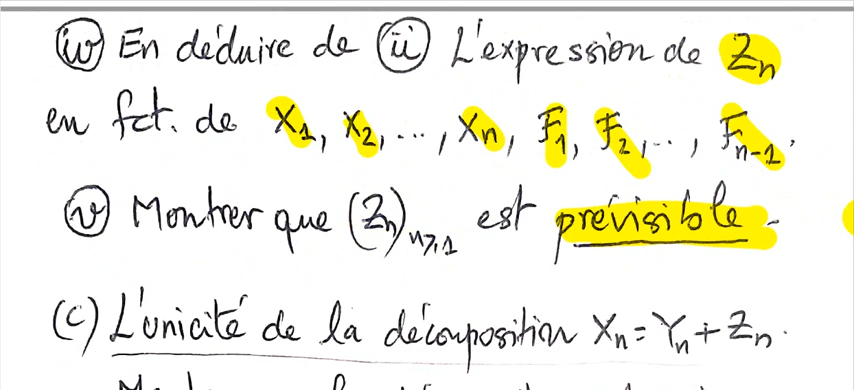 (iv) En déduire de (ii) L'expression de Zn
en fct. de X1, X2, ..., Xn, F1, F2, ..., Fn-1.
(v) Montrer que (Zn)n≥1 est prévisible.
(c) L'unicité de la décomposition Xn = Yn + Zn.